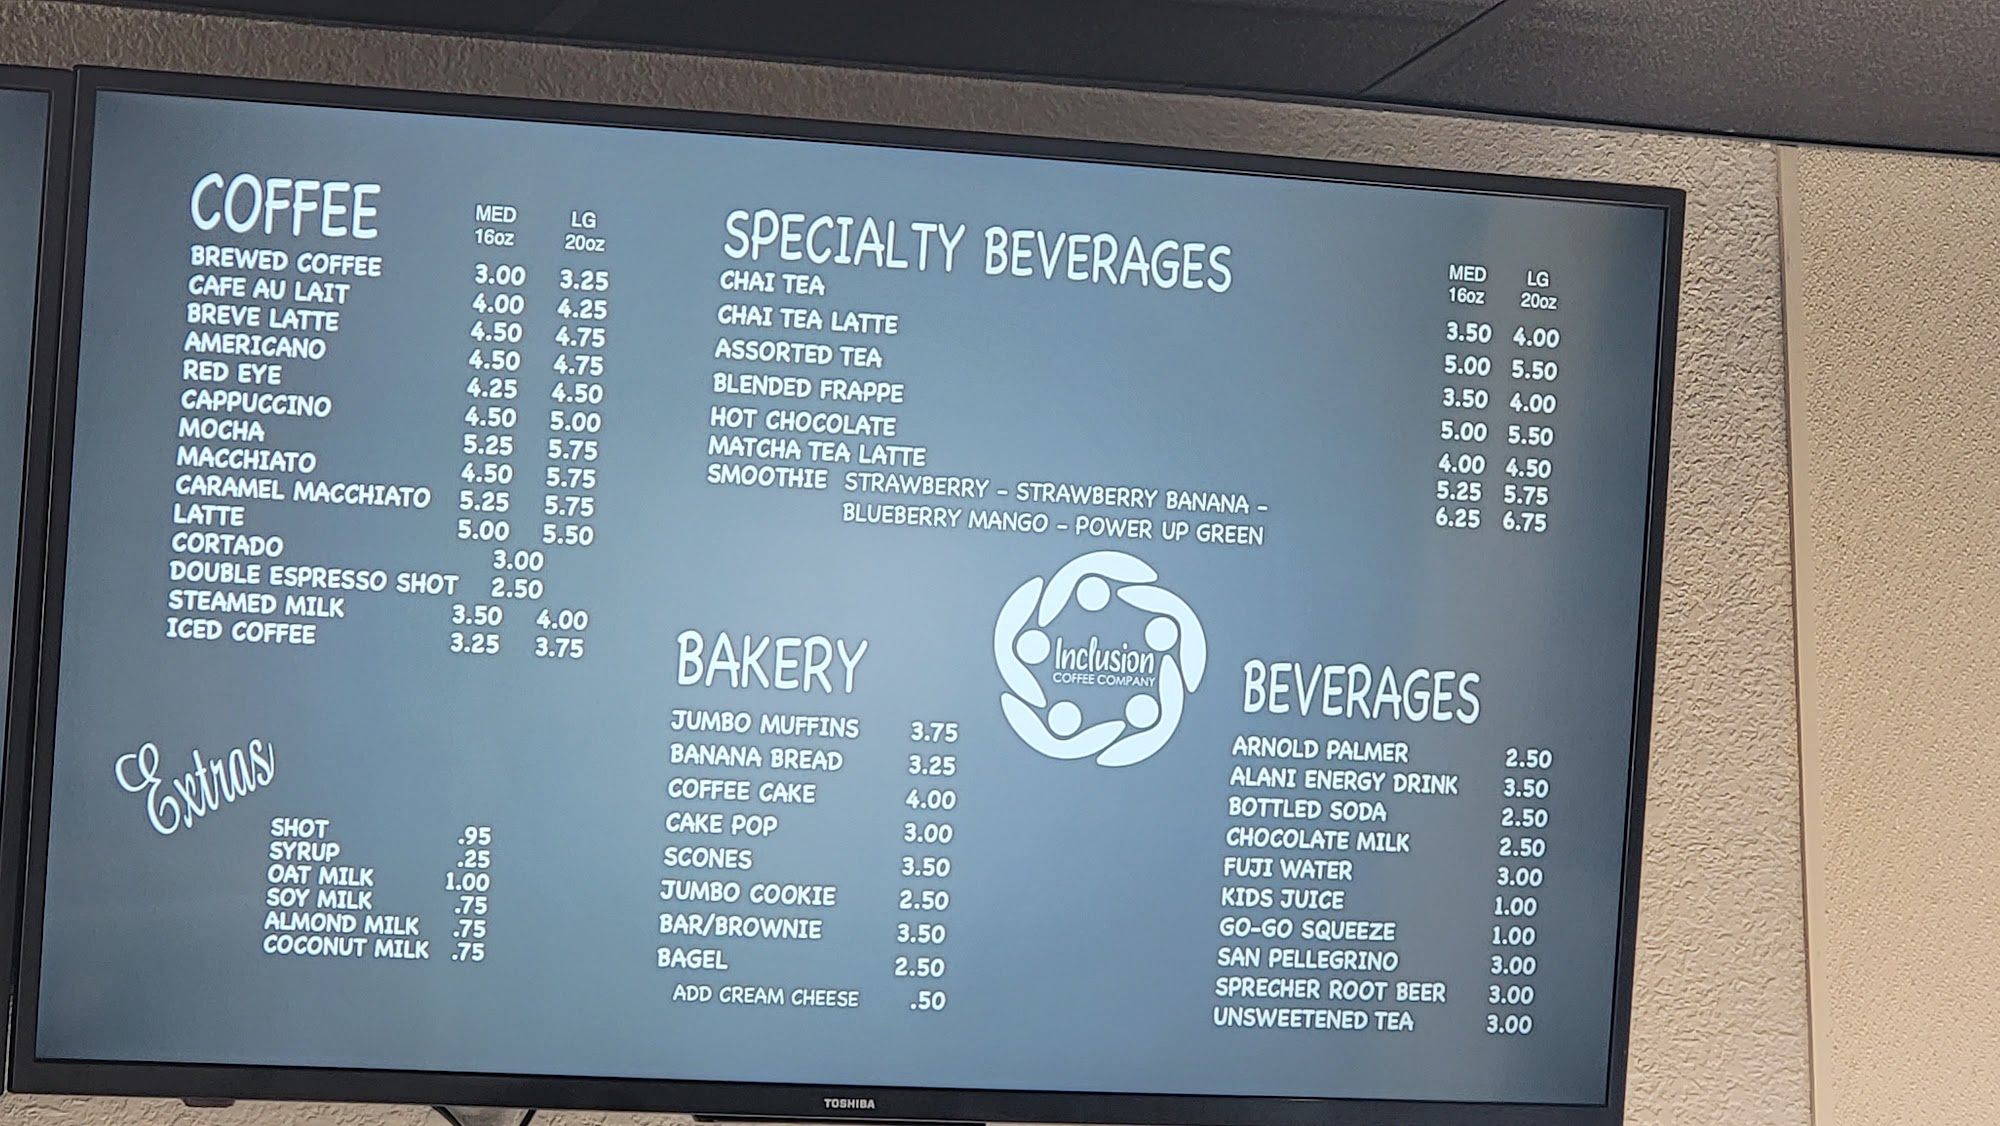 COFFEE MED LG
16oz 20oz
BREWED COFFEE 3.00 3.25
CAFE AU LAIT 4.00 4.25
BREVE LATTE 4.50 4.75
AMERICANO 4.50 4.75
RED EYE 4.25 4.50
CAPPUCCINO 4.50 5.00
MOCHA 5.25 5.75
MACCHIATO 4.50 5.75
CARAMEL MACCHIATO 5.25 5.75
LATTE 5.00 5.50
CORTADO 3.00
DOUBLE ESPRESSO SHOT 2.50
STEAMED MILK 3.50 4.00
ICED COFFEE 3.25 3.75
Extras
SHOT .95
SYRUP .25
OAT MILK 1.00
SOY MILK .75
ALMOND MILK .75
COCONUT MILK .75
SPECIALTY BEVERAGES MED LG
16oz 20oz
CHAI TEA 3.50 4.00
CHAI TEA LATTE 5.00 5.50
ASSORTED TEA 3.50 4.00
BLENDED FRAPPE 5.00 5.50
HOT CHOCOLATE 4.00 4.50
MATCHA TEA LATTE 5.25 5.75
SMOOTHIE STRAWBERRY - STRAWBERRY BANANA - 6.25 6.75
BLUEBERRY MANGO - POWER UP GREEN
BAKERY
JUMBO MUFFINS 3.75
BANANA BREAD 3.25
COFFEE CAKE 4.00
CAKE POP 3.00
SCONES 3.50
JUMBO COOKIE 2.50
BAR/BROWNIE 3.50
BAGEL 2.50
ADD CREAM CHEESE .50
Inclusion
COFFEE COMPANY
BEVERAGES
ARNOLD PALMER 2.50
ALANI ENERGY DRINK 3.50
BOTTLED SODA 2.50
CHOCOLATE MILK 2.50
FUJI WATER 3.00
KIDS JUICE 1.00
GO-GO SQUEEZE 1.00
SAN PELLEGRINO 3.00
SPRECHER ROOT BEER 3.00
UNSWEETENED TEA 3.00
TOSHIBA